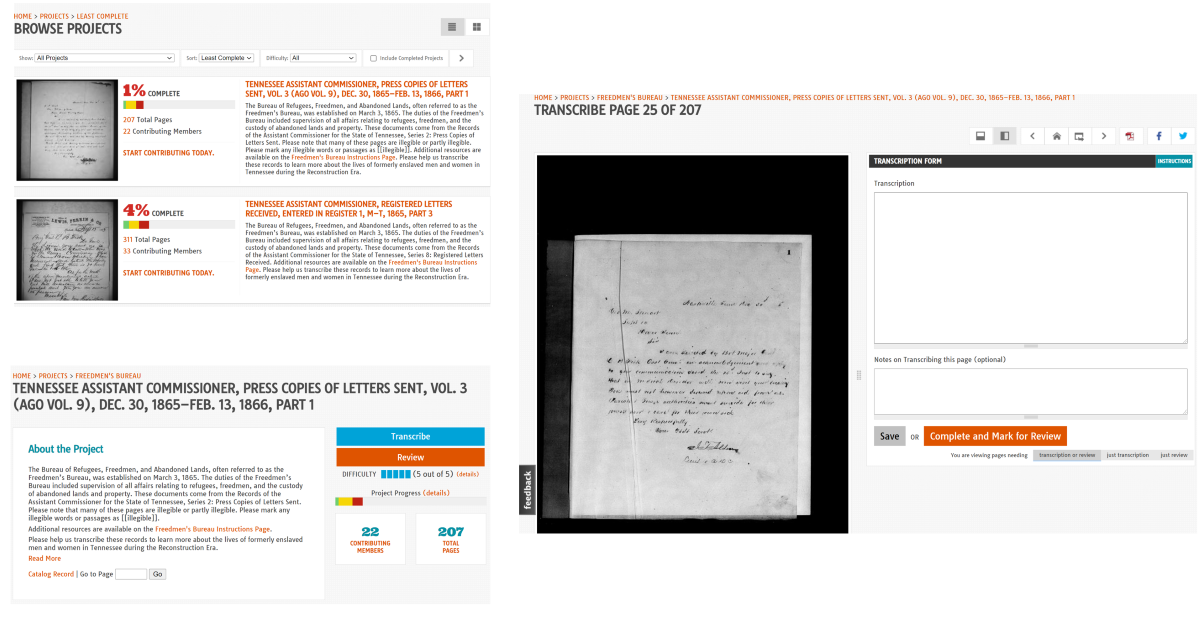 HOME > PROJECTS > LEAST COMPLETE
BROWSE PROJECTS
Show: All Projects
Sort: Least Complete
Difficulty: All
Include Completed Projects
1% COMPLETE
207 Total Pages
22 Contributing Members
START CONTRIBUTING TODAY.
TENNESSEE ASSISTANT COMMISSIONER, PRESS COPIES OF LETTERS
SENT, VOL. 3 (AGO VOL. 9), DEC. 30, 1865–FEB. 13, 1866, PART 1
The Bureau of Refugees, Freedmen, and Abandoned Lands, often referred to as the
Freedmen's Bureau, was established on March 3, 1865. The duties of the Freedmen's
Bureau included supervision of all affairs relating to refugees, freedmen, and the
custody of abandoned lands and property. These documents come from the Records
of the Assistant Commissioner for the State of Tennessee, Series 2: Press Copies of
Letters Sent. Please note that many of these pages are illegible or partly illegible.
Please mark any illegible words or passages as [[illegible]]. Additional resources are
available on the Freedmen's Bureau Instructions Page. Please help us transcribe
these records to learn more about the lives of formerly enslaved men and women in
Tennessee during the Reconstruction Era.
LEWIS, FERRIS & Co
4% COMPLETE
311 Total Pages
33 Contributing Members
START CONTRIBUTING TODAY.
TENNESSEE ASSISTANT COMMISSIONER, REGISTERED LETTERS
RECEIVED, ENTERED IN REGISTER 1, M–T, 1865, PART 3
The Bureau of Refugees, Freedmen, and Abandoned Lands, often referred to as the
Freedmen's Bureau, was established on March 3, 1865. The duties of the Freedmen's
Bureau included supervision of all affairs relating to refugees, freedmen, and the
custody of abandoned lands and property. These documents come from the Records
of the Assistant Commissioner for the State of Tennessee, Series 8: Registered Letters
Received. Additional resources are available on the Freedmen's Bureau Instructions
Page. Please help us transcribe these records to learn more about the lives of
formerly enslaved men and women in Tennessee during the Reconstruction Era.
HOME > PROJECTS > FREEDMEN'S BUREAU
TENNESSEE ASSISTANT COMMISSIONER, PRESS COPIES OF LETTERS SENT, VOL. 3
(AGO VOL. 9), DEC. 30, 1865–FEB. 13, 1866, PART 1
About the Project
The Bureau of Refugees, Freedmen, and Abandoned Lands, often referred to as the
Freedmen's Bureau, was established on March 3, 1865. The duties of the Freedmen's
Bureau included supervision of all affairs relating to refugees, freedmen, and the custody
of abandoned lands and property. These documents come from the Records of the
Assistant Commissioner for the State of Tennessee, Series 2: Press Copies of Letters Sent.
Please note that many of these pages are illegible or partly illegible. Please mark any
illegible words or passages as [[illegible]].
Additional resources are available on the Freedmen's Bureau Instructions Page.
Please help us transcribe these records to learn more about the lives of formerly enslaved
men and women in Tennessee during the Reconstruction Era.
Read More
Catalog Record | Go to Page Go
Transcribe
Review
DIFFICULTY (5 out of 5) (details)
Project Progress (details)
22
CONTRIBUTING
MEMBERS
207
TOTAL
PAGES
HOME > PROJECTS > FREEDMEN'S BUREAU > TENNESSEE ASSISTANT COMMISSIONER, PRESS COPIES OF LETTERS SENT, VOL. 3 (AGO VOL. 9), DEC. 30, 1865–FEB. 13, 1866, PART 1
TRANSCRIBE PAGE 25 OF 207
1
Sir
Very Respectfully
feedback
TRANSCRIPTION FORM
INSTRUCTIONS
Transcription
Notes on Transcribing this page (optional)
Save OR Complete and Mark for Review
You are viewing pages needing transcription or review just transcription just review